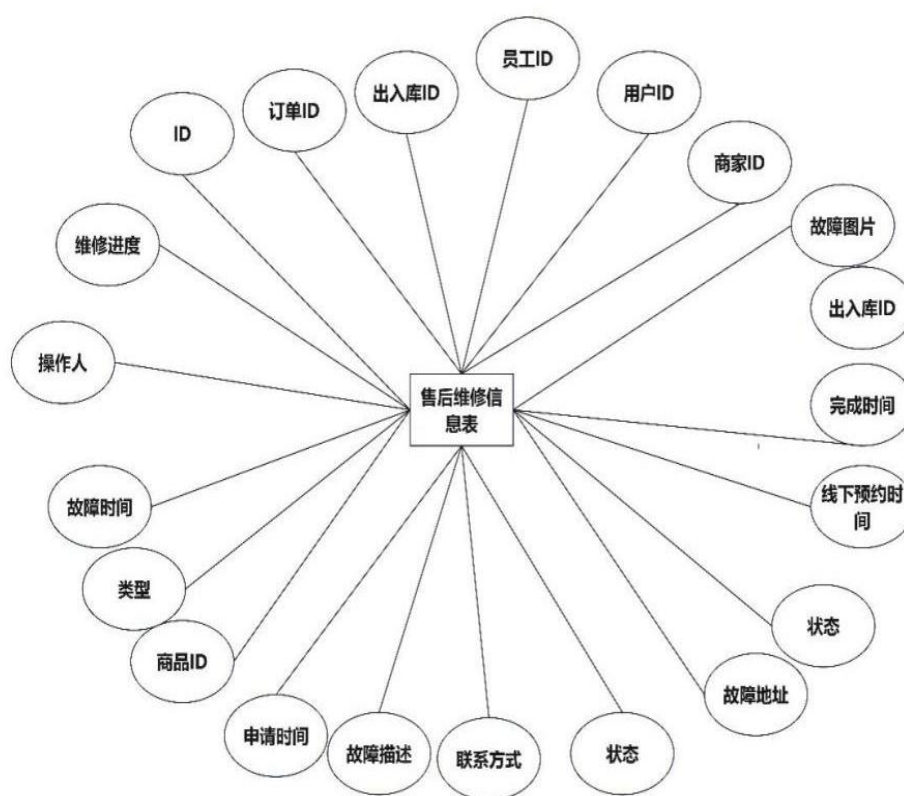 员工ID
出入库ID
用户ID
订单ID
ID
商家ID
故障图片
维修进度
出入库ID
操作人
售后维修信
息表
完成时间
线下预约时
间
故障时间
类型
状态
商品ID
故障地址
申请时间
故障描述
联系方式
状态